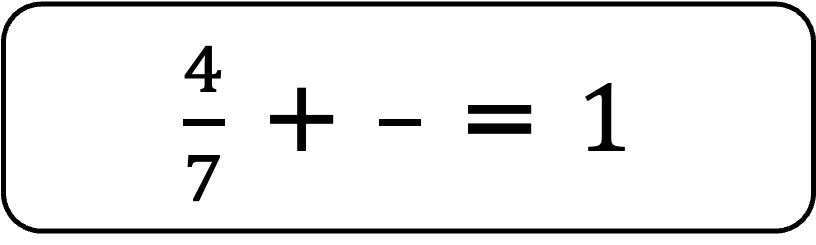 4/7 + – = 1